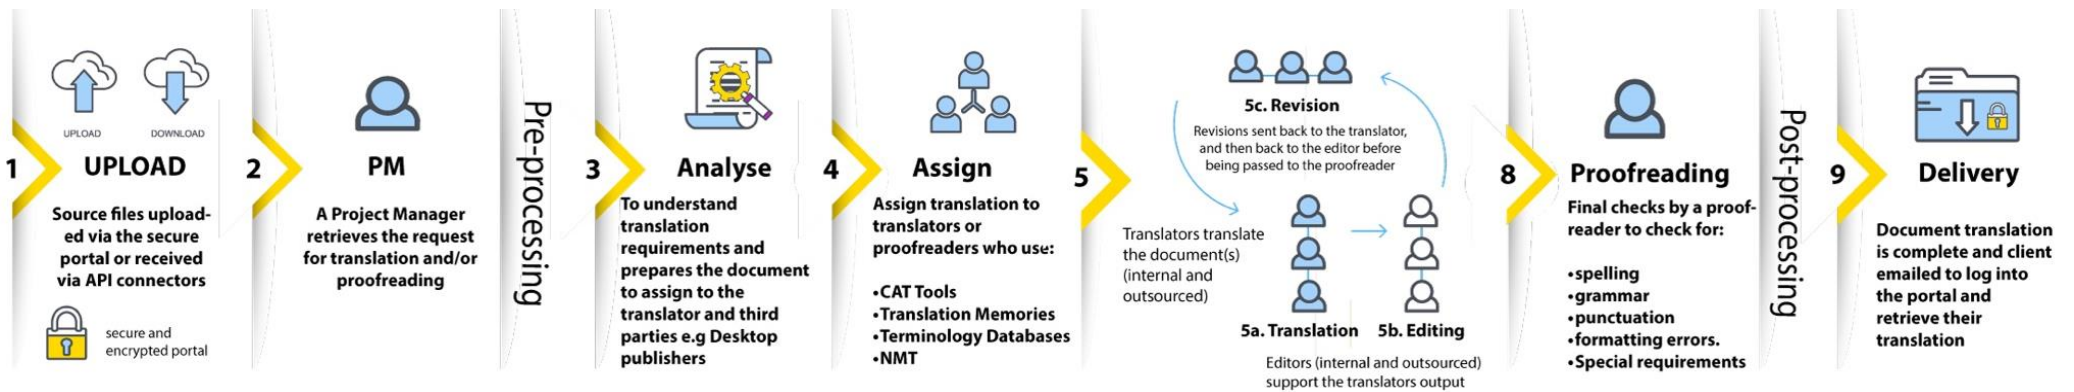 1
UPLOAD
DOWNLOAD
UPLOAD
Source files upload-
ed via the secure
portal or received
via API connectors
secure and
encrypted portal
2
PM
A Project Manager
retrieves the request
for translation and/or
proofreading
Pre-processing
3
Analyse
To understand
translation
requirements and
prepares the document
to assign to the
translator and third
parties e.g Desktop
publishers
4
Assign
Assign translation to
translators or
proofreaders who use:
•CAT Tools
•Translation Memories
•Terminology Databases
•NMT
5
5c. Revision
Revisions sent back to the translator,
and then back to the editor before
being passed to the proofreader
Translators translate
the document(s)
(internal and
outsourced)
5a. Translation
5b. Editing
Editors (internal and outsourced)
support the translators output
8
Proofreading
Final checks by a proof-
reader to check for:
•spelling
•grammar
•punctuation
•formatting errors.
•Special requirements
Post-processing
9
Delivery
Document translation
is complete and client
emailed to log into
the portal and
retrieve their
translation